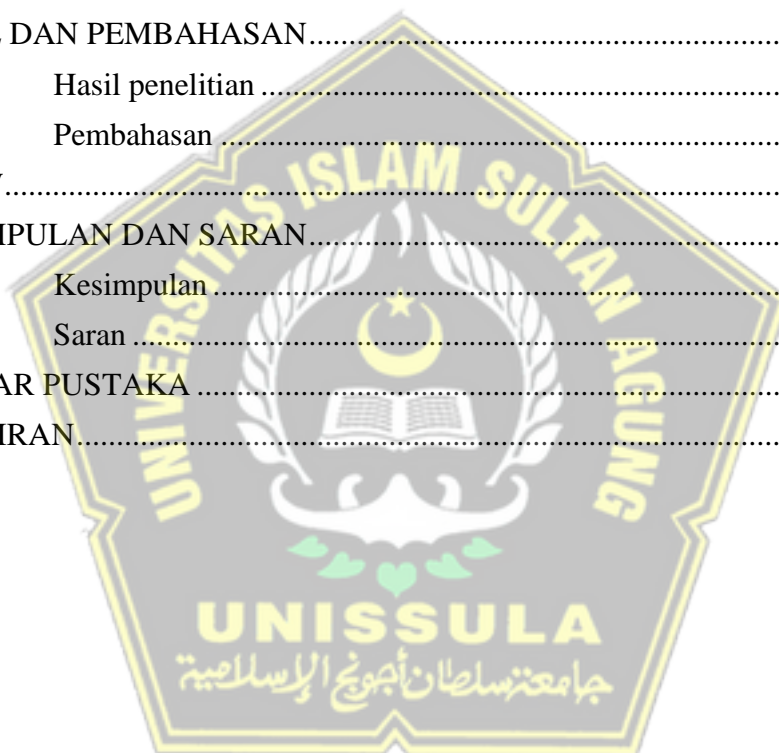 DAN PEMBAHASAN..............................................................
Hasil penelitian ....................................................................
Pembahasan .........................................................................
.......................................................................................................
PULAN DAN SARAN..............................................................
Kesimpulan ..........................................................................
Saran ....................................................................................
AR PUSTAKA ............................................................................
IRAN...........................................................................................
UNIVERSITAS ISLAM SULTAN AGUNG
UNISSULA
جامعة سلطان أجونج الإسلامية